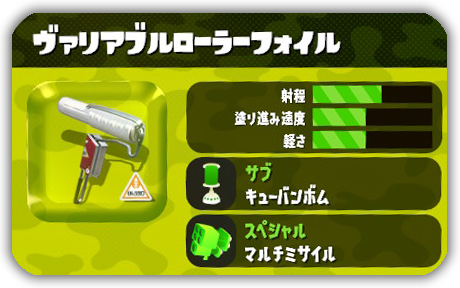 ヴァリアブルローラーフォイル
射程
塗り進み速度
軽さ
サブ
キューバンボム
スペシャル
マルチミサイル